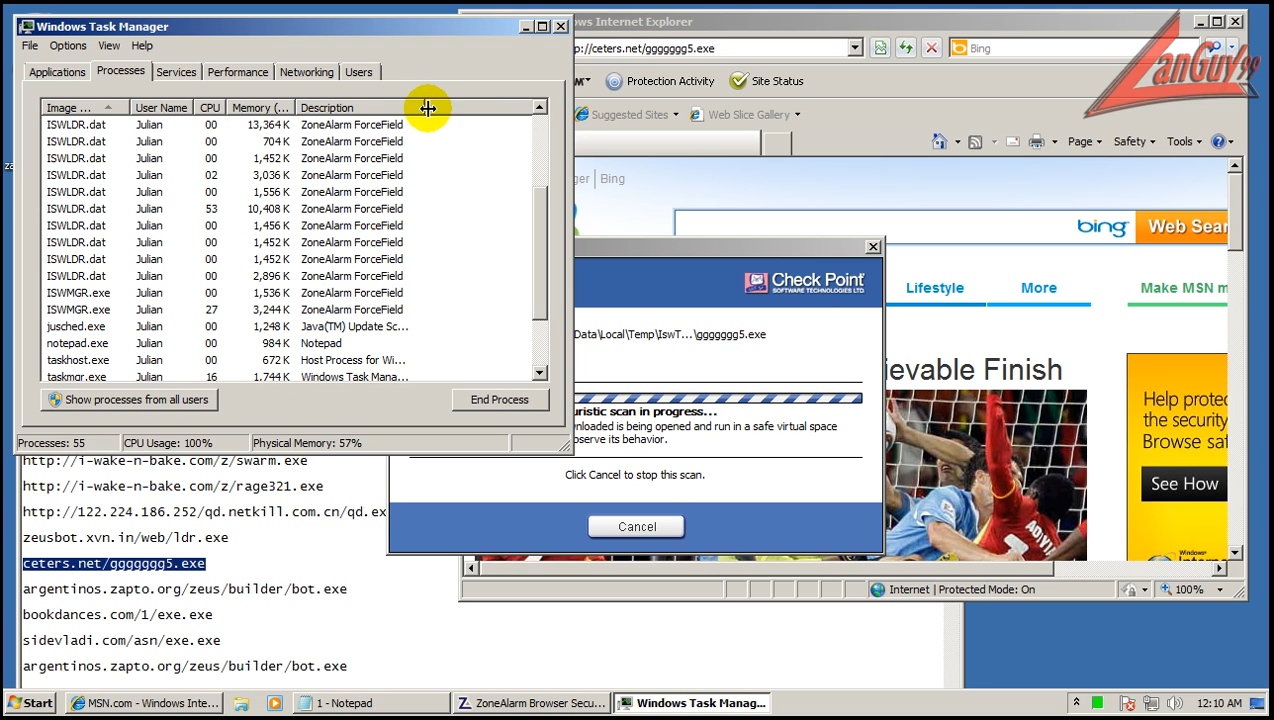 Windows Task Manager
File Options View Help
Applications Processes Services Performance Networking Users
Image ... User Name CPU Memory (... Description
ISWLDR.dat Julian 00 13,364 K ZoneAlarm ForceField
ISWLDR.dat Julian 00 704 K ZoneAlarm ForceField
ISWLDR.dat Julian 00 1,452 K ZoneAlarm ForceField
ISWLDR.dat Julian 02 3,036 K ZoneAlarm ForceField
ISWLDR.dat Julian 00 1,556 K ZoneAlarm ForceField
ISWLDR.dat Julian 53 10,408 K ZoneAlarm ForceField
ISWLDR.dat Julian 00 1,456 K ZoneAlarm ForceField
ISWLDR.dat Julian 00 1,452 K ZoneAlarm ForceField
ISWLDR.dat Julian 00 1,452 K ZoneAlarm ForceField
ISWLDR.dat Julian 00 2,896 K ZoneAlarm ForceField
ISWMGR.exe Julian 00 1,536 K ZoneAlarm ForceField
ISWMGR.exe Julian 27 3,244 K ZoneAlarm ForceField
jusched.exe Julian 00 1,248 K Java(TM) Update Sc...
notepad.exe Julian 00 984 K Notepad
taskhost.exe Julian 00 672 K Host Process for Wi...
taskmgr.exe Julian 16 1,744 K Windows Task Mana...
Show processes from all users End Process
Processes: 55 CPU Usage: 100% Physical Memory: 57%
ws Internet Explorer
p://ceters.net/ggggggg5.exe Bing
LanGuy99
Protection Activity Site Status
Suggested Sites Web Slice Gallery
Page Safety Tools
ger | Bing
bing Web Sear
Lifestyle More Make MSN m
ievable Finish
Help protec
the security
Browse saf
See How
Windows
Interne
ADIYI
Check Point
SOFTWARE TECHNOLOGIES LTD.
Data\Local\Temp\IswT...\ggggggg5.exe
uristic scan in progress...
nloaded is being opened and run in a safe virtual space
observe its behavior.
Click Cancel to stop this scan.
Cancel
Internet | Protected Mode: On 100%
http://i-wake-n-bake.com/z/swarm.exe
http://i-wake-n-bake.com/z/rage321.exe
http://122.224.186.252/qd.netkill.com.cn/qd.ex
zeusbot.xvn.in/web/ldr.exe
ceters.net/ggggggg5.exe
argentinos.zapto.org/zeus/builder/bot.exe
bookdances.com/1/exe.exe
sidevladi.com/asn/exe.exe
argentinos.zapto.org/zeus/builder/bot.exe
Start MSN.com - Windows Inte... 1 - Notepad ZoneAlarm Browser Secu... Windows Task Manag... 12:10 AM